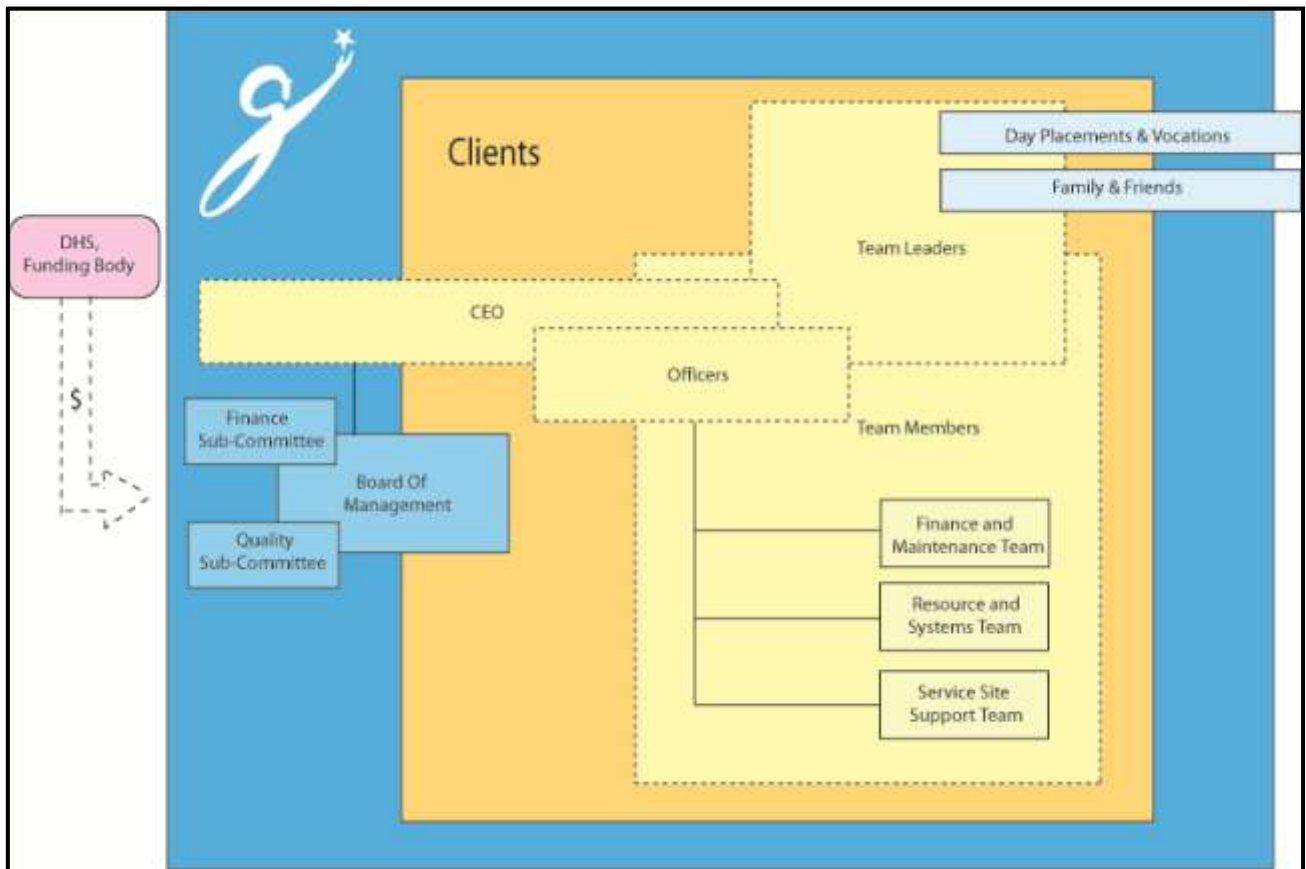 Clients
Day Placements & Vocations
Family & Friends
DHS,
Funding Body
Team Leaders
CEO
Officers
$
Finance
Sub-Committee
Team Members
Board Of
Management
Quality
Sub-Committee
Finance and
Maintenance Team
Resource and
Systems Team
Service Site
Support Team